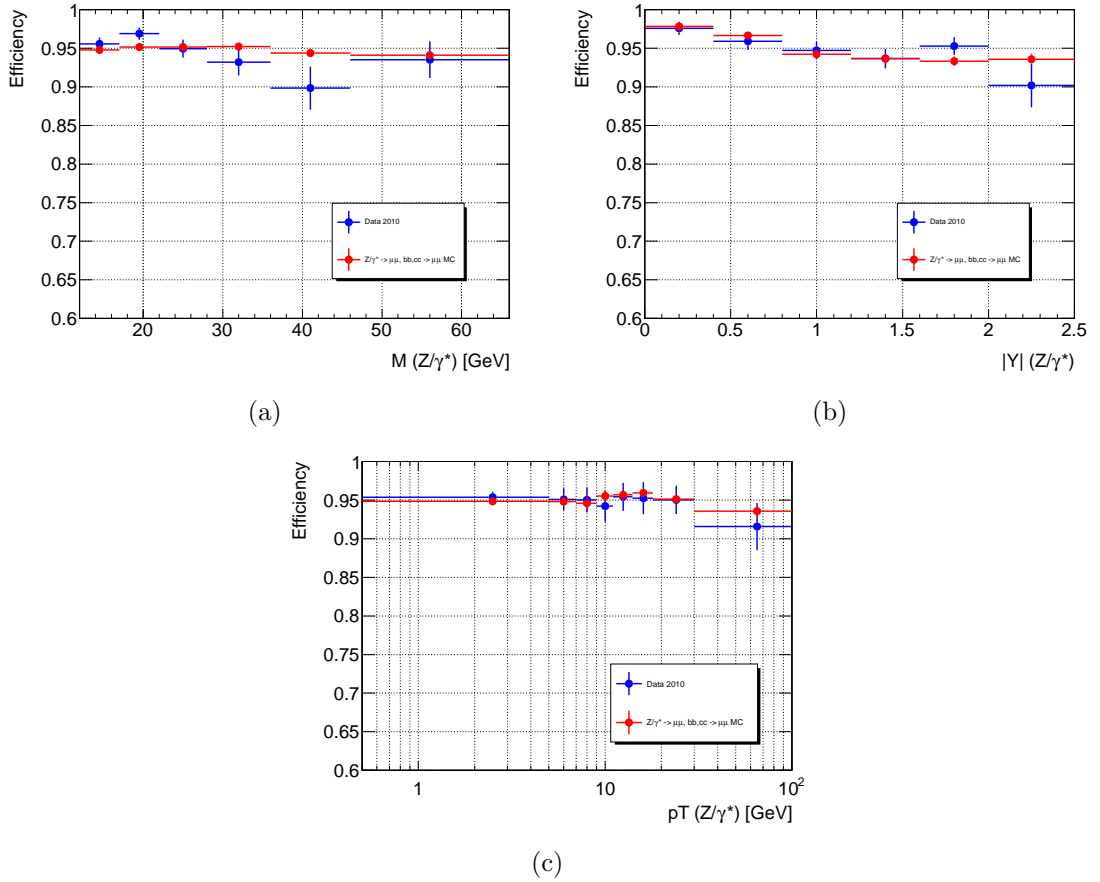 Efficiency
1
0.95
0.9
0.85
0.8
0.75
0.7
0.65
0.6
Data 2010
Z/γ* -> μμ, bb,cc -> μμ MC
20 30 40 50 60
M (Z/γ*) [GeV]
(a)
Efficiency
1
0.95
0.9
0.85
0.8
0.75
0.7
0.65
0.6
Data 2010
Z/γ* -> μμ, bb,cc -> μμ MC
0 0.5 1 1.5 2 2.5
|Y| (Z/γ*)
(b)
Efficiency
1
0.95
0.9
0.85
0.8
0.75
0.7
0.65
0.6
Data 2010
Z/γ* -> μμ, bb,cc -> μμ MC
1 10 10²
pT (Z/γ*) [GeV]
(c)